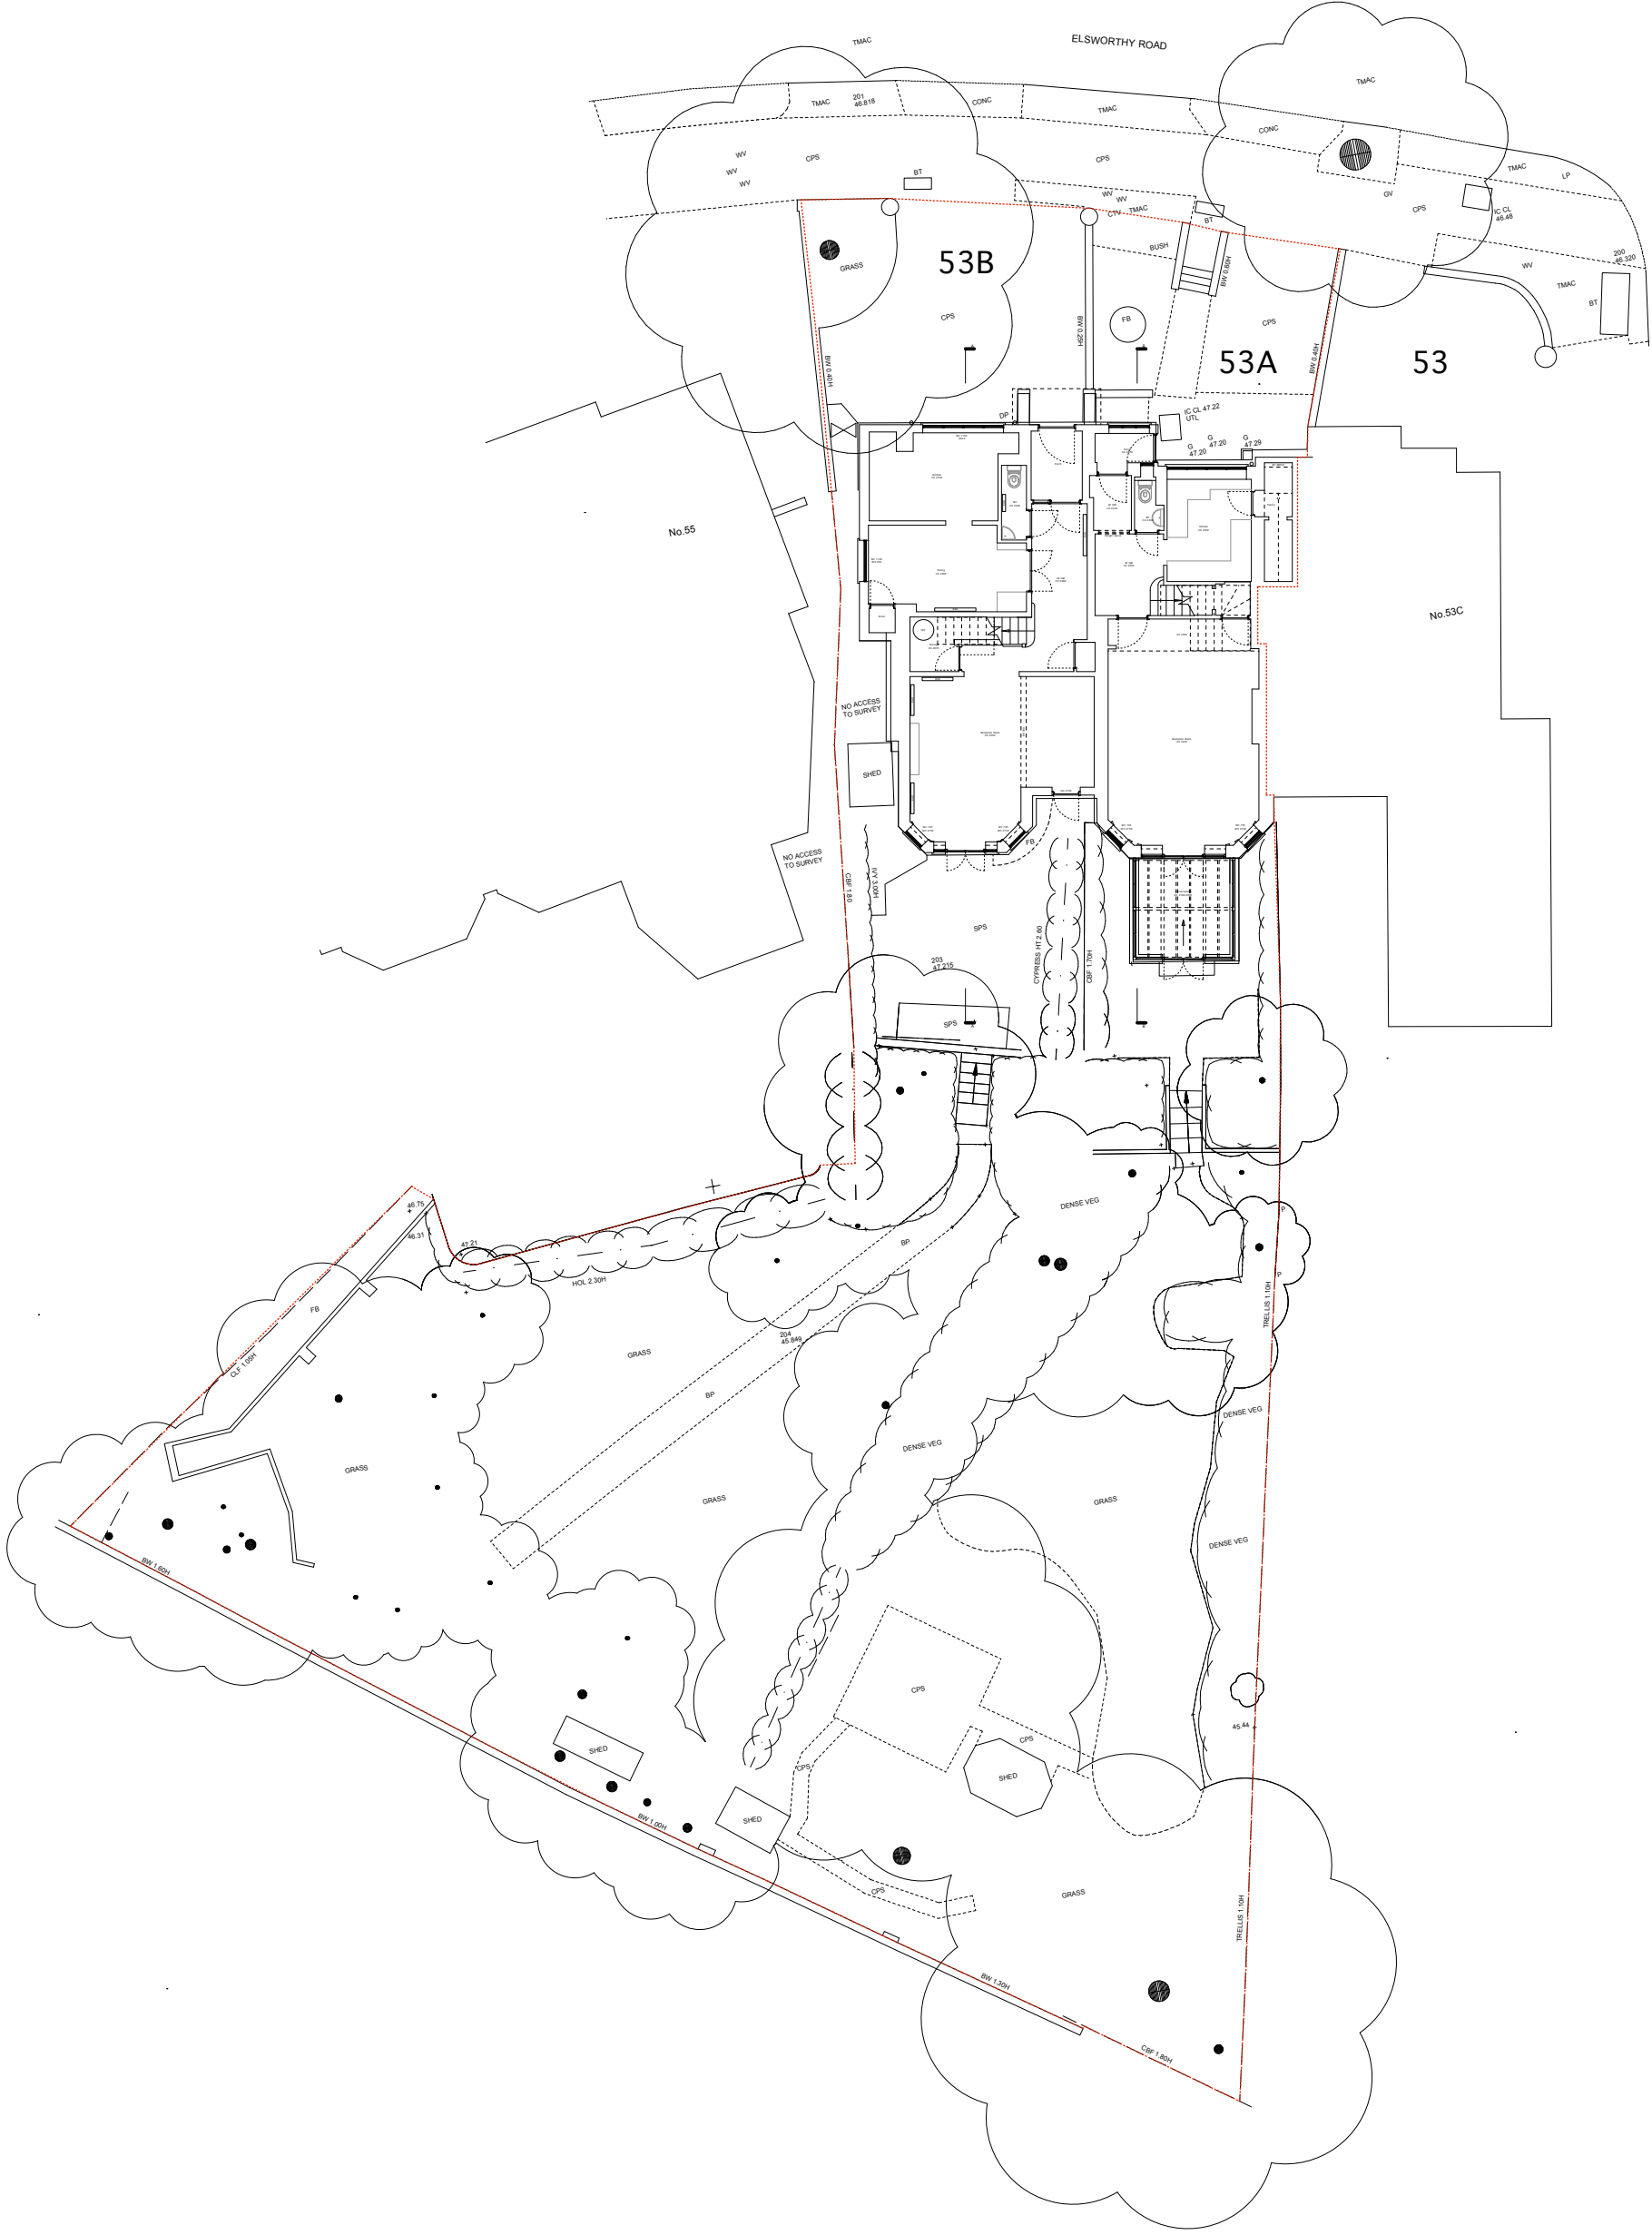 ELSWORTHY ROAD
TMAC
TMAC
TMAC
201
46.818
CONC
TMAC
CONC
TMAC
LP
WV
CPS
CPS
WV
WV
BT
WV
WV
CTV
TMAC
BT
GV
CPS
IC CL
46.48
200
46.320
GRASS
53B
BUSH
BW 0.60H
WV
TMAC
BT
CPS
BW 0.25H
FB
CPS
53A
53
BW 0.40H
BW 0.40H
DP
IC CL 47.22
UTL
G
47.20
G
47.20
G
47.29
No.55
No.53C
NO ACCESS
TO SURVEY
SHED
FB
NO ACCESS
TO SURVEY
CBF 1.80
IVY 3.00H
SPS
CYPRESS HT 2.60
CBF 1.70H
203
47.215
SPS
DENSE VEG
46.75
46.31
47.21
BP
P
P
HOL 2.30H
FB
TRELLIS 1.10H
204
45.849
GRASS
CLF 1.05H
BP
DENSE VEG
DENSE VEG
GRASS
GRASS
GRASS
DENSE VEG
BW 1.60H
CPS
45.44
CPS
SHED
CPS
SHED
SHED
BW 1.00H
CPS
GRASS
TRELLIS 1.10H
BW 1.30H
CBF 1.80H